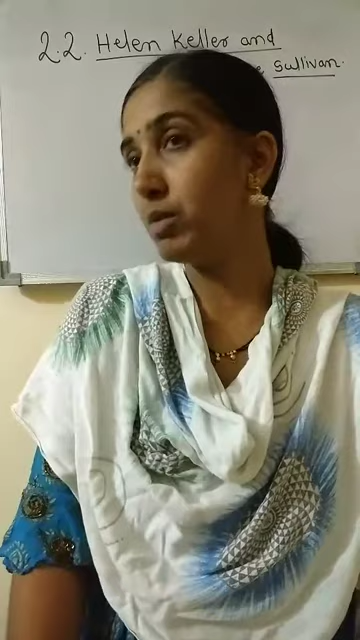 2.2. Helen Keller and
Sullivan.